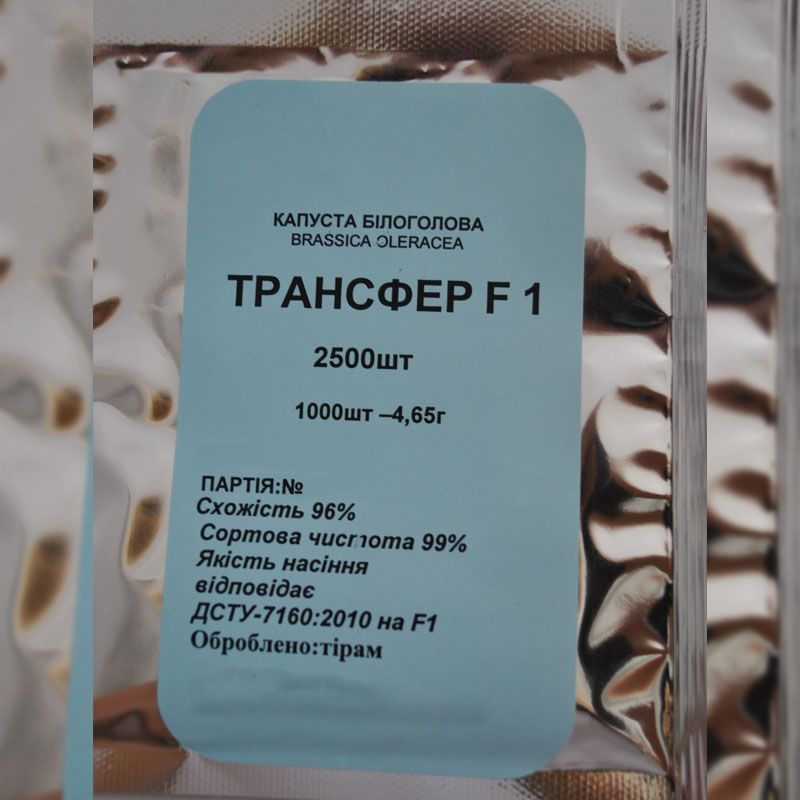 КАПУСТА БІЛОГОЛОВА
BRASSICA OLERACEA
ТРАНСФЕР F 1
2500шт
1000шт –4,65г
ПАРТІЯ:№
Схожість 96%
Сортова чистота 99%
Якість насіння
відповідає
ДСТУ-7160:2010 на F1
Оброблено:тірам